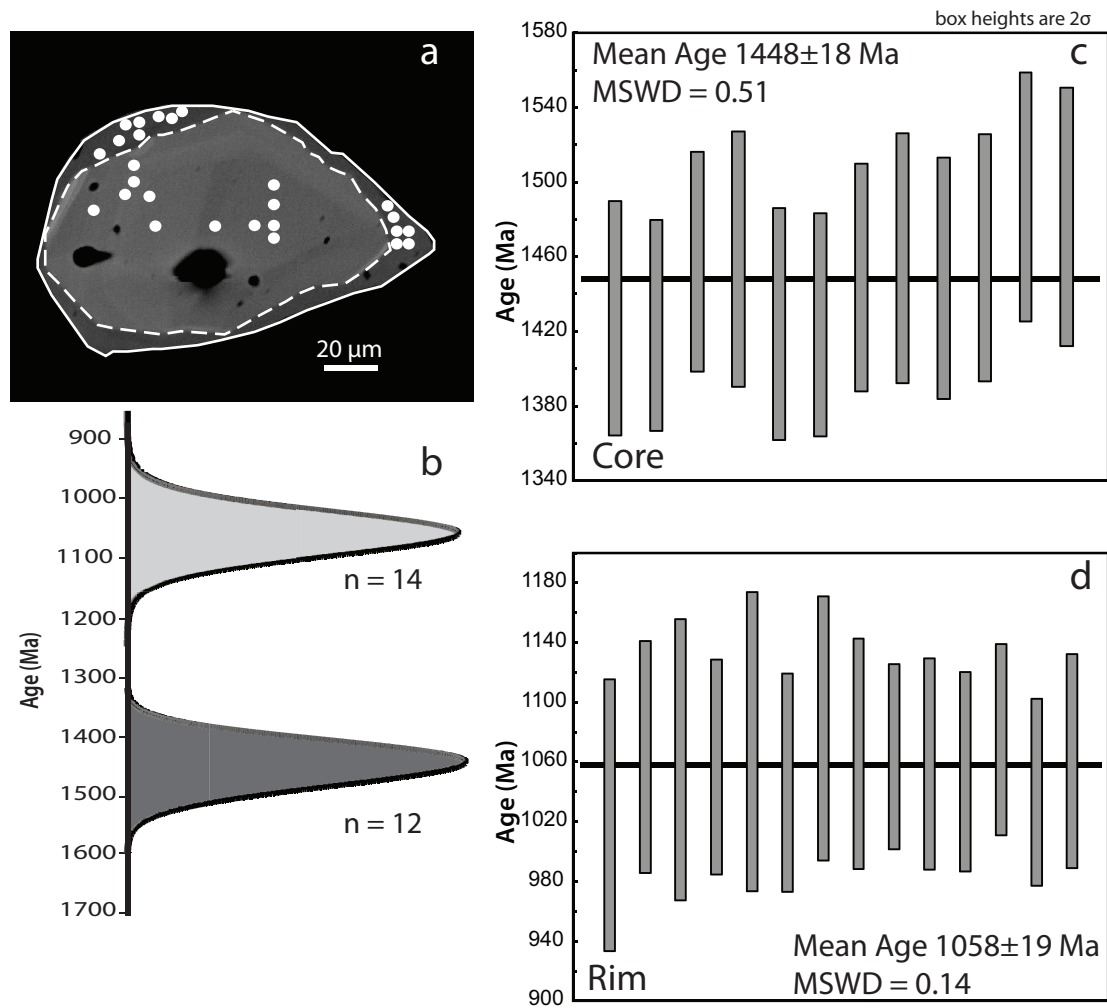 a
20 µm
b
900
1000
1100
1200
1300
1400
1500
1600
1700
Age (Ma)
n = 14
n = 12
box heights are 2σ
c
Mean Age 1448±18 Ma
MSWD = 0.51
1580
1540
1500
1460
1420
1380
1340
Age (Ma)
Core
d
1180
1140
1100
1060
1020
980
940
900
Age (Ma)
Mean Age 1058±19 Ma
MSWD = 0.14
Rim